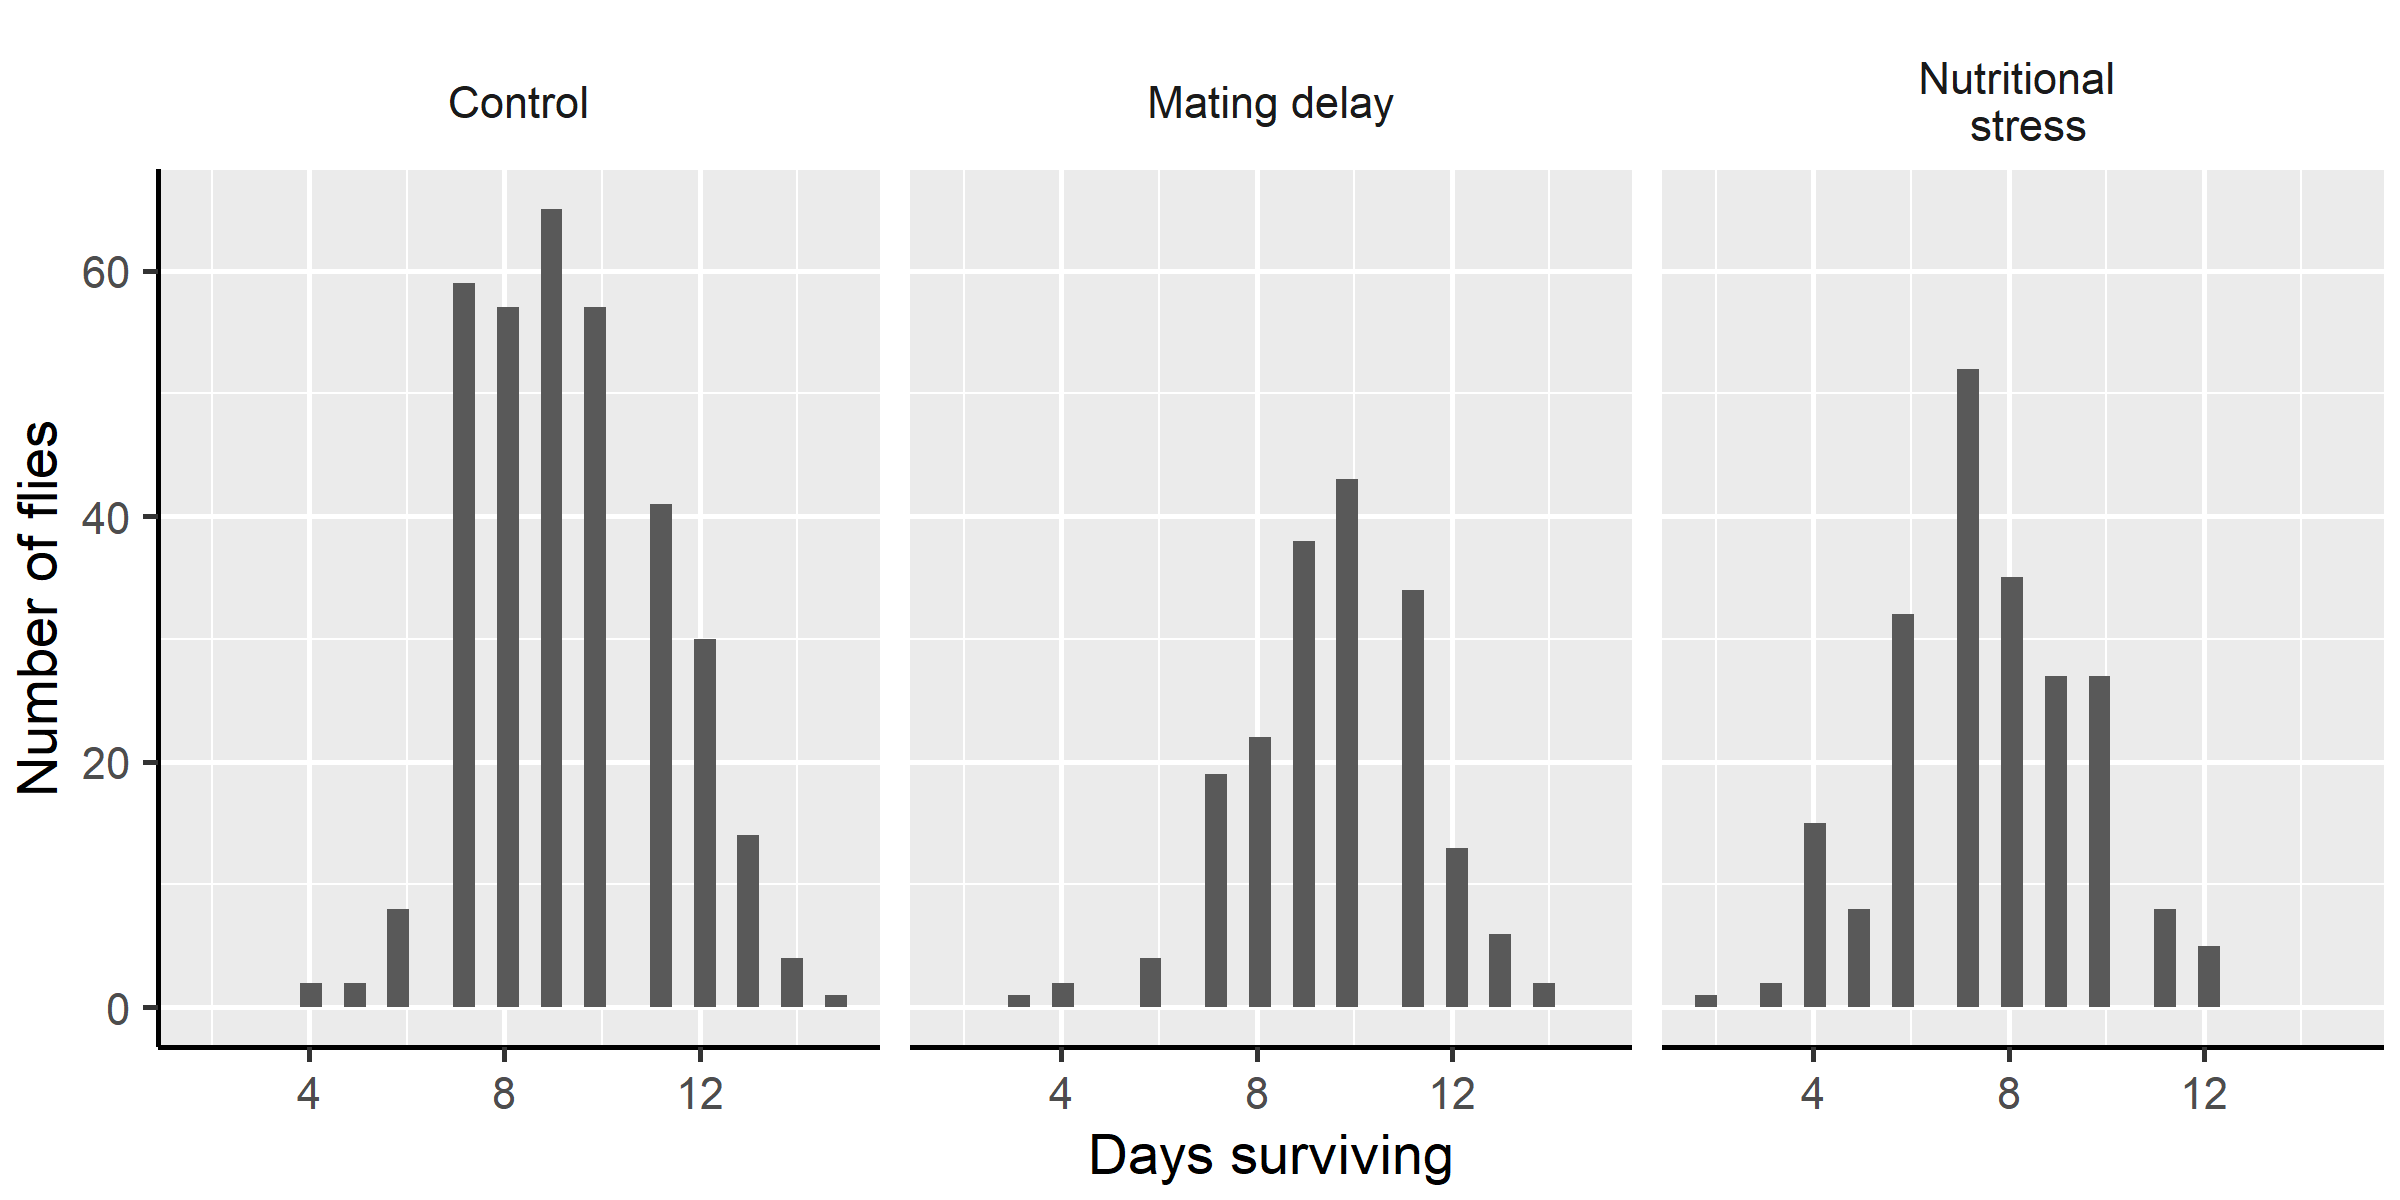 Control
Mating delay
Nutritional
stress
Number of flies
60
40
20
0
4 8 12
4 8 12
4 8 12
Days surviving